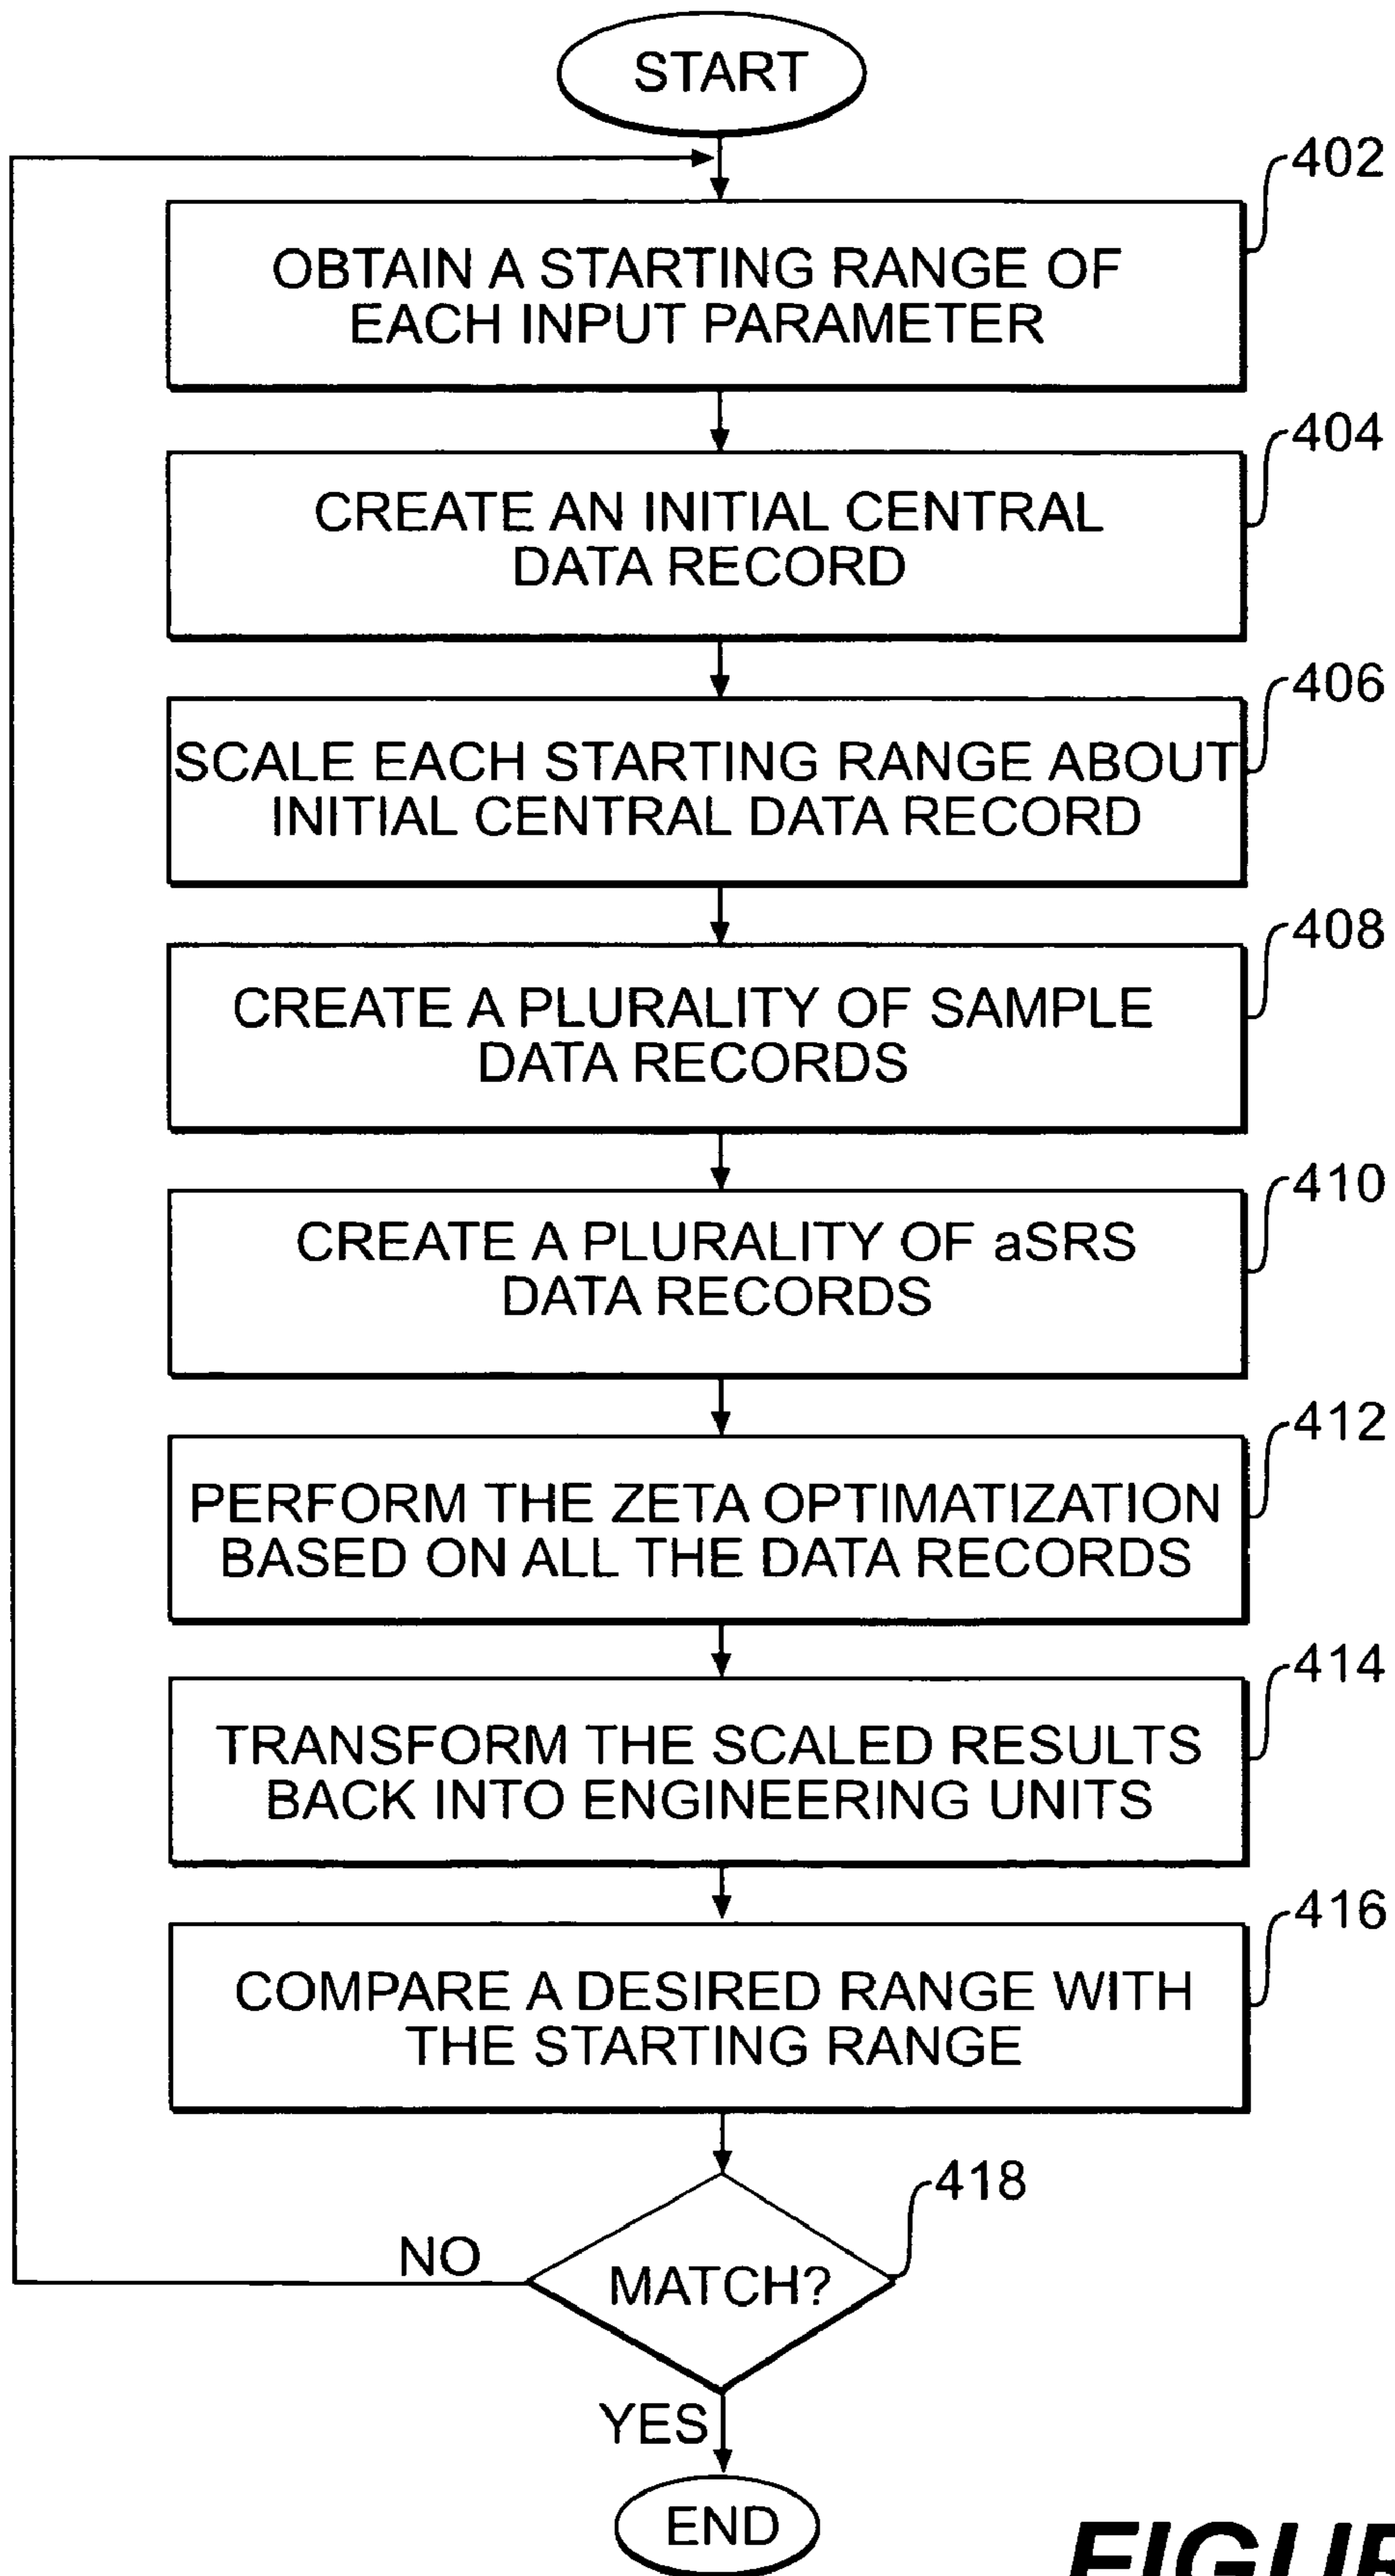 START
402
OBTAIN A STARTING RANGE OF
EACH INPUT PARAMETER
404
CREATE AN INITIAL CENTRAL
DATA RECORD
406
SCALE EACH STARTING RANGE ABOUT
INITIAL CENTRAL DATA RECORD
408
CREATE A PLURALITY OF SAMPLE
DATA RECORDS
410
CREATE A PLURALITY OF aSRS
DATA RECORDS
412
PERFORM THE ZETA OPTIMATIZATION
BASED ON ALL THE DATA RECORDS
414
TRANSFORM THE SCALED RESULTS
BACK INTO ENGINEERING UNITS
416
COMPARE A DESIRED RANGE WITH
THE STARTING RANGE
418
NO
MATCH?
YES
END